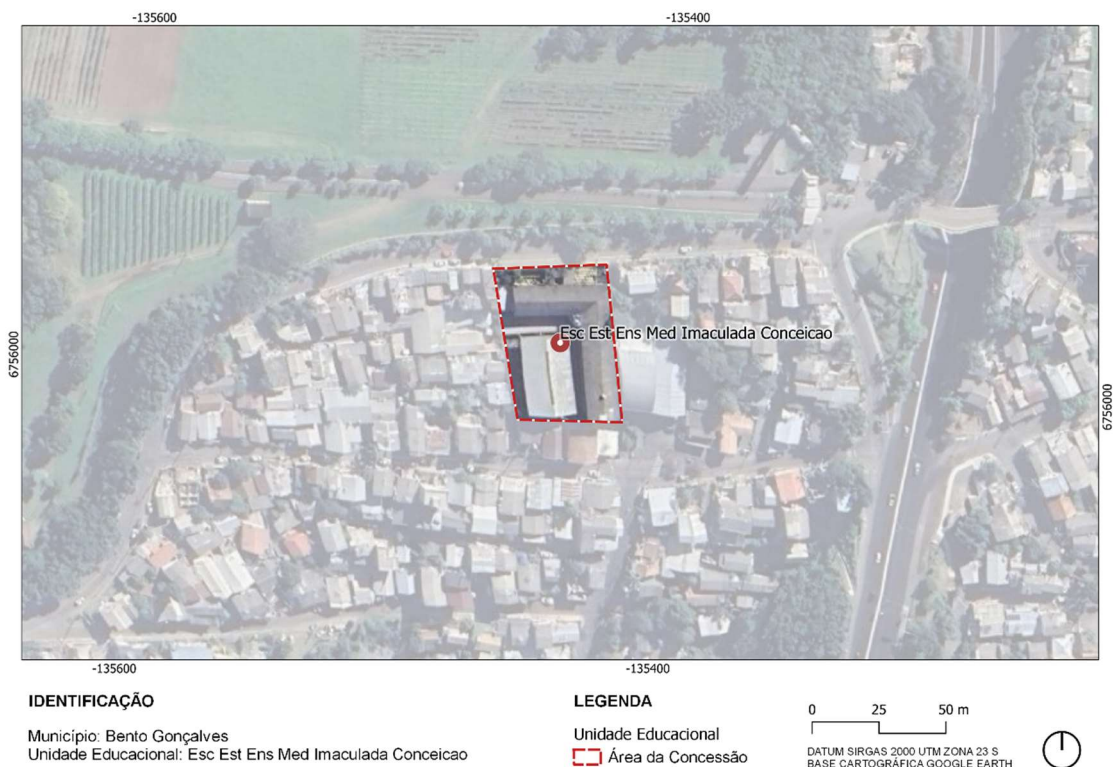 -135600 -135400
6756000
Esc Est Ens Med Imaculada Conceicao
6756000
-135600 -135400
IDENTIFICAÇÃO
Município: Bento Gonçalves
Unidade Educacional: Esc Est Ens Med Imaculada Conceicao
LEGENDA
Unidade Educacional
Área da Concessão
0 25 50 m
DATUM SIRGAS 2000 UTM ZONA 23 S
BASE CARTOGRÁFICA GOOGLE EARTH